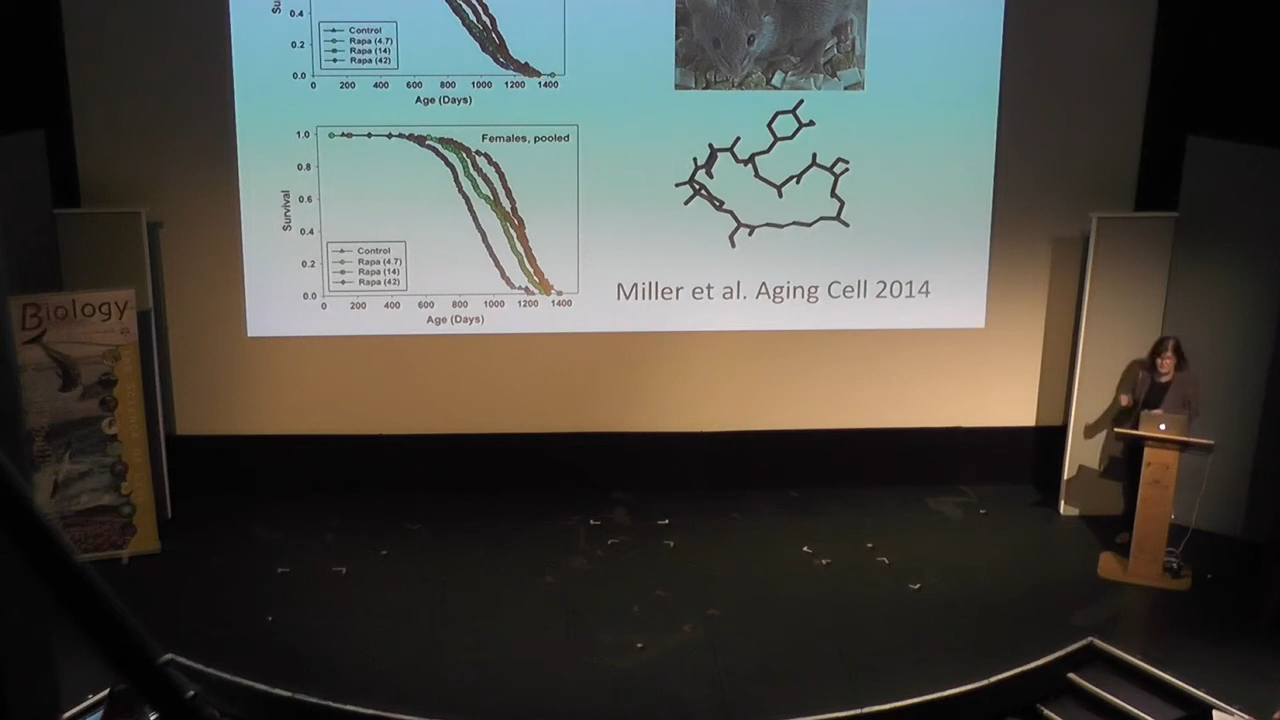 Su
0.4
0.2
0.0
Control
Rapa (4.7)
Rapa (14)
Rapa (42)
0 200 400 600 800 1000 1200 1400
Age (Days)
Females, pooled
1.0
0.8
0.6
0.4
0.2
0.0
Survival
Control
Rapa (4.7)
Rapa (14)
Rapa (42)
0 200 400 600 800 1000 1200 1400
Age (Days)
Miller et al. Aging Cell 2014
Biology